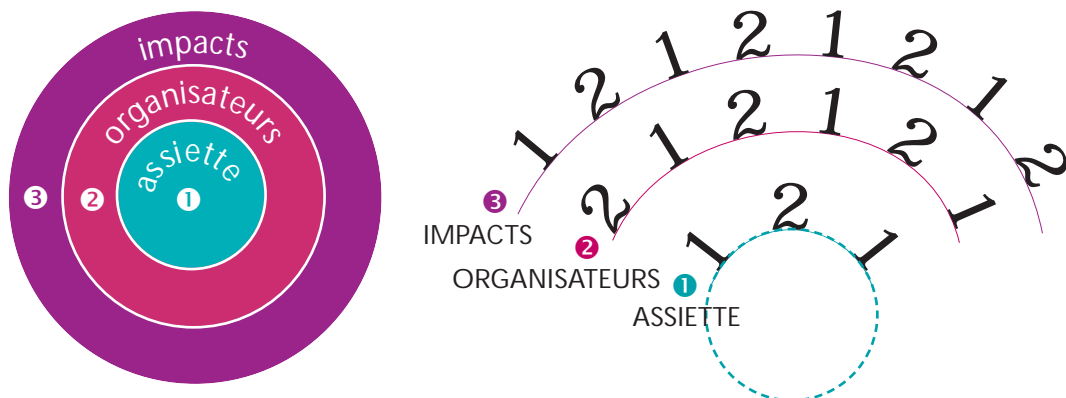 impacts
organisateurs
assiette
❸
❷
❶
1 2 1 2 1 2 1 2
2 1 2 1 2 1
1 2 1
❸
IMPACTS
❷
ORGANISATEURS
❶
ASSIETTE